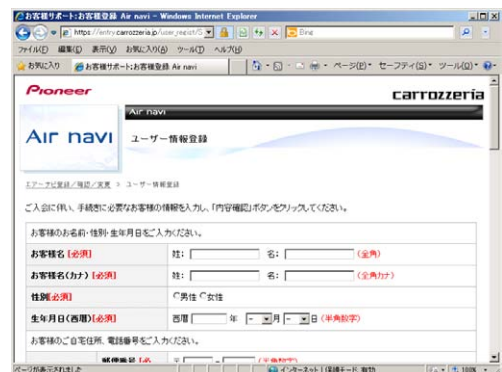 お客様サポート:お客様登録 Air navi - Windows Internet Explorer
https://entry.carrozzeria.jp/user_regist/S
Bing
ファイル(F) 編集(E) 表示(V) お気に入り(A) ツール(T) ヘルプ(H)
お気に入り お客様サポート:お客様登録 Air navi ページ(P) セーフティ(S) ツール(O)
Pioneer carrozzeria
Air navi
Air navi ユーザー情報登録
エアーナビ登録/確認/変更 > ユーザー情報登録
ご入会に伴い、手続きに必要なお客様の情報を入力し、「内容確認」ボタンをクリックしてください。
お客様のお名前・性別・生年月日をご入力ください。
お客様名 [必須] 姓: 名: (全角)
お客様名(カナ) [必須] 姓: 名: (全角カナ)
性別[必須] 男性 女性
生年月日(西暦)[必須] 西暦 年 - 月 - 日 (半角数字)
お客様のご自宅住所、電話番号をご入力ください。
郵便番号 [必 〒 - (半角数字)
ページが表示されました インターネット | 保護モード: 無効 100%